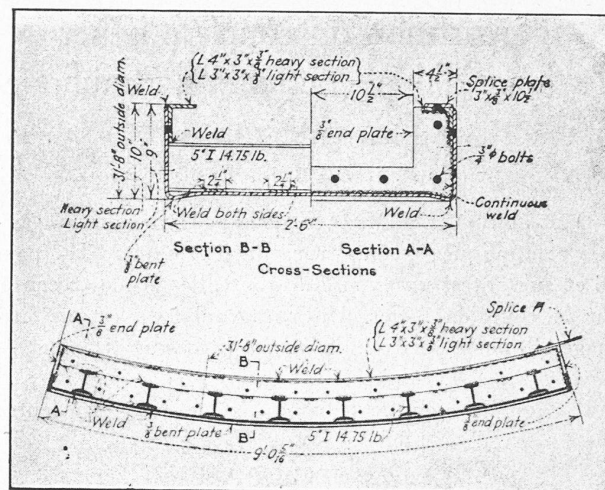 L 4"x3"x3/8" heavy section
L 3"x3"x3/8" light section
4 1/2"
Weld
10 1/2"
Splice plate
3"x3/8"x10 1/2"
31'-8" outside diam.
10"
9"
Weld
3/8" end plate
5" I 14.75 lb.
3/4" φ bolts
2 1/4"
2 1/4"
Heavy section
Light section
Weld both sides
Weld
Continuous
weld
2'-6"
3/8" bent
plate
Section B-B
Section A-A
Cross-Sections
A
3/8" end plate
31'-8" outside diam.
B
Weld
L 4"x3"x3/8" heavy section
L 3"x3"x3/8" light section
Splice
A
Weld
3/8" bent plate
B
5" I 14.75 lb.
3/8" end plate
9'-0 5/16"